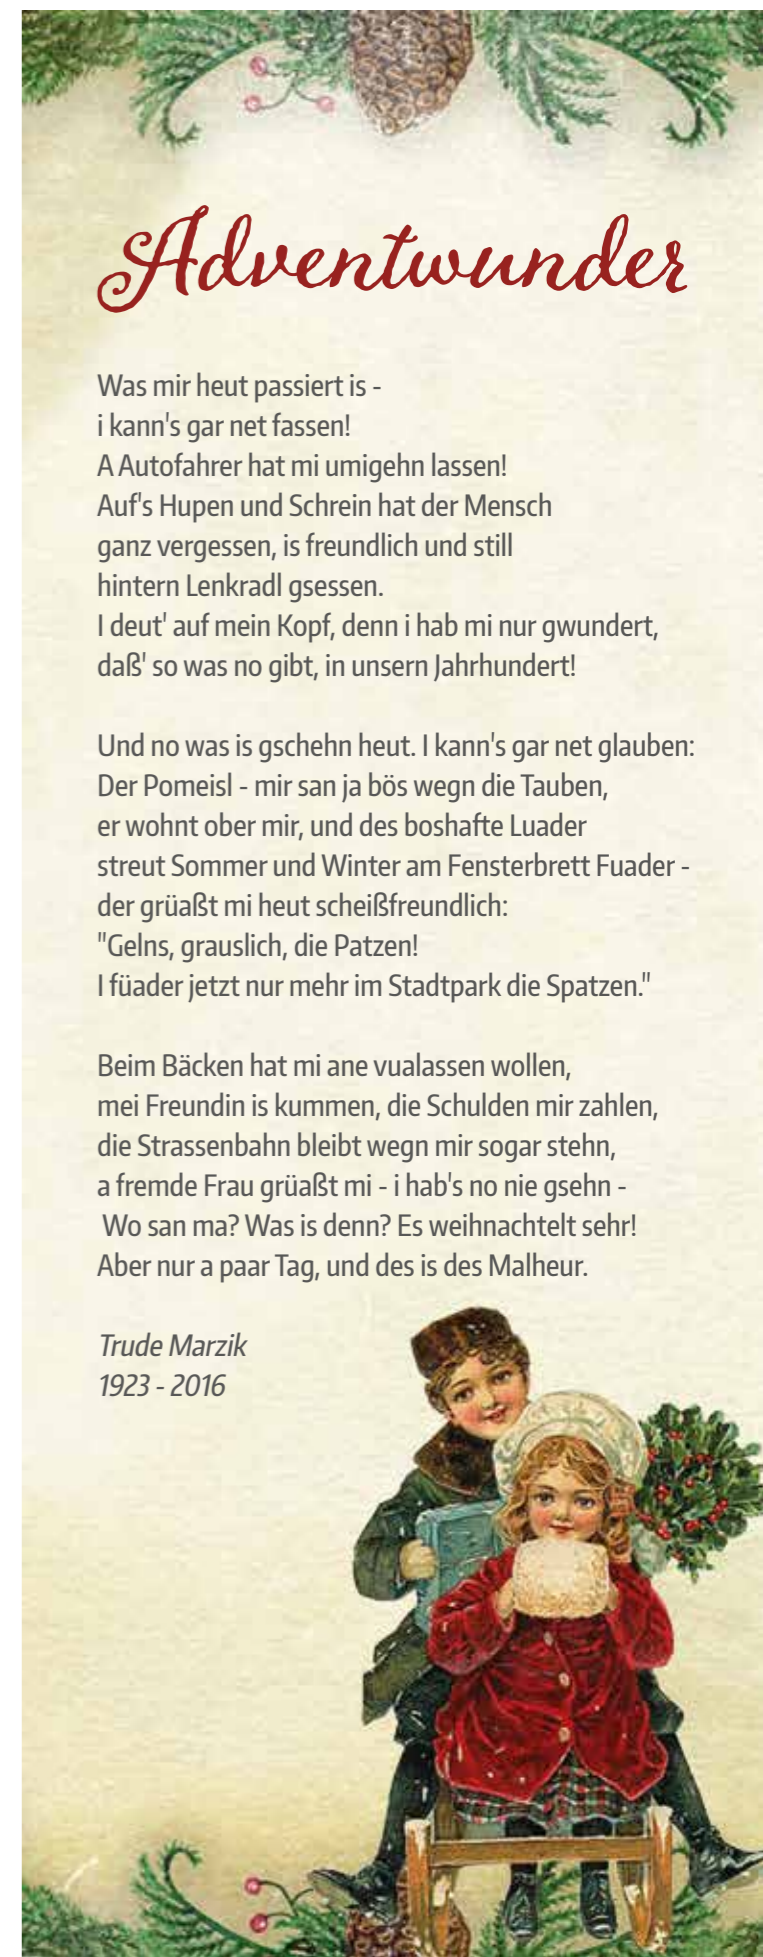 Adventwunder
Was mir heut passiert is -
i kann's gar net fassen!
A Autofahrer hat mi umigehn lassen!
Auf's Hupen und Schrein hat der Mensch
ganz vergessen, is freundlich und still
hintern Lenkradl gsessen.
I deut' auf mein Kopf, denn i hab mi nur gwundert,
daß' so was no gibt, in unsern Jahrhundert!
Und no was is gschehn heut. I kann's gar net glauben:
Der Pomeisl - mir san ja bös wegn die Tauben,
er wohnt ober mir, und des boshafte Luader
streut Sommer und Winter am Fensterbrett Fuader -
der grüaßt mi heut scheißfreundlich:
"Gelns, grauslich, die Patzen!
I füader jetzt nur mehr im Stadtpark die Spatzen."
Beim Bäcken hat mi ane vualassen wollen,
mei Freundin is kummen, die Schulden mir zahlen,
die Strassenbahn bleibt wegn mir sogar stehn,
a fremde Frau grüaßt mi - i hab's no nie gsehn -
Wo san ma? Was is denn? Es weihnachtelt sehr!
Aber nur a paar Tag, und des is des Malheur.
Trude Marzik
1923 - 2016